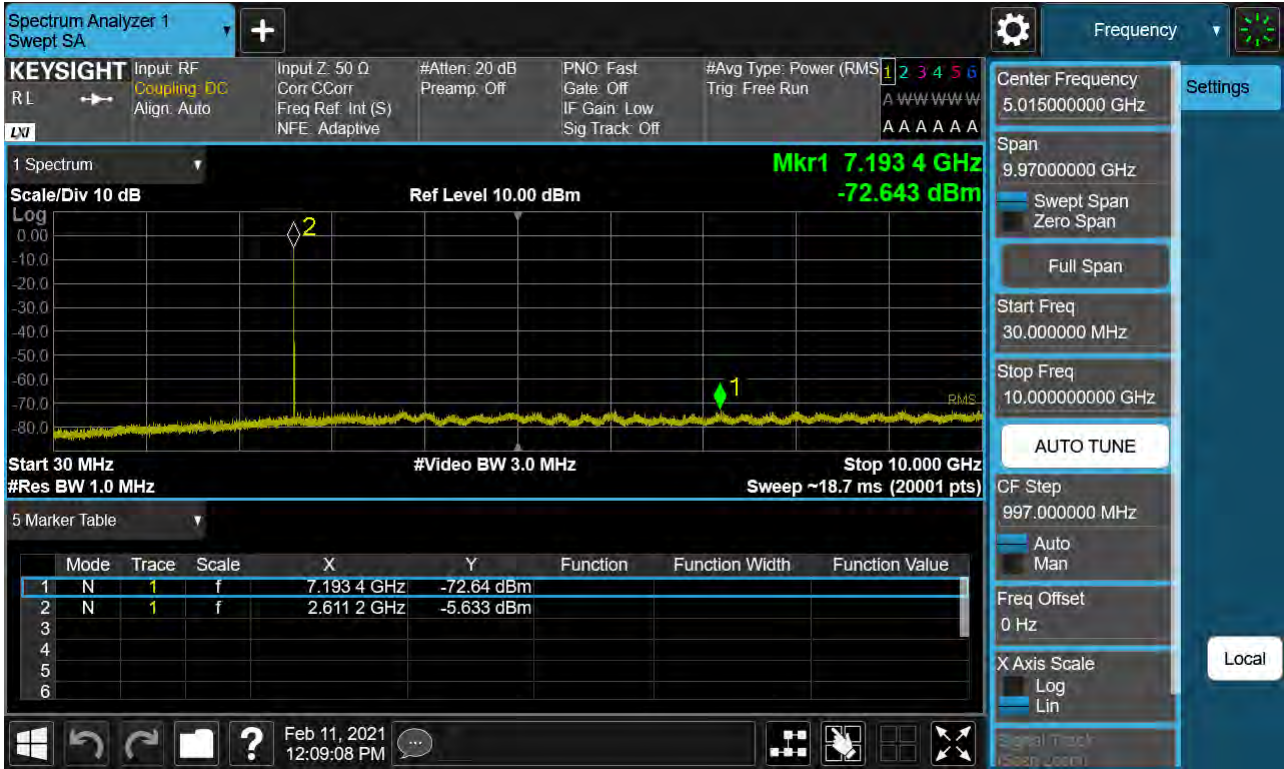 Spectrum Analyzer 1
Swept SA
+
Frequency
KEYSIGHT
R L
LXI
Input: RF
Coupling: DC
Align: Auto
Input Z: 50 Ω
Corr CCorr
Freq Ref: Int (S)
NFE: Adaptive
#Atten: 20 dB
Preamp: Off
PNO: Fast
Gate: Off
IF Gain: Low
Sig Track: Off
#Avg Type: Power (RMS
Trig: Free Run
1 2 3 4 5 6
A W W W W W
A A A A A A
1 Spectrum
Scale/Div 10 dB
Ref Level 10.00 dBm
Mkr1 7.193 4 GHz
-72.643 dBm
Log
0.00
-10.0
-20.0
-30.0
-40.0
-50.0
-60.0
-70.0
-80.0
2
1
RMS
Start 30 MHz
#Video BW 3.0 MHz
Stop 10.000 GHz
#Res BW 1.0 MHz
Sweep ~18.7 ms (20001 pts)
5 Marker Table
Mode Trace Scale X Y Function Function Width Function Value
1 N 1 f 7.193 4 GHz -72.64 dBm
2 N 1 f 2.611 2 GHz -5.633 dBm
3
4
5
6
?
Feb 11, 2021
12:09:08 PM
Center Frequency
5.015000000 GHz
Settings
Span
9.97000000 GHz
Swept Span
Zero Span
Full Span
Start Freq
30.000000 MHz
Stop Freq
10.000000000 GHz
AUTO TUNE
CF Step
997.000000 MHz
Auto
Man
Freq Offset
0 Hz
X Axis Scale
Log
Lin
Local
Signal Track
(Span Zoom)